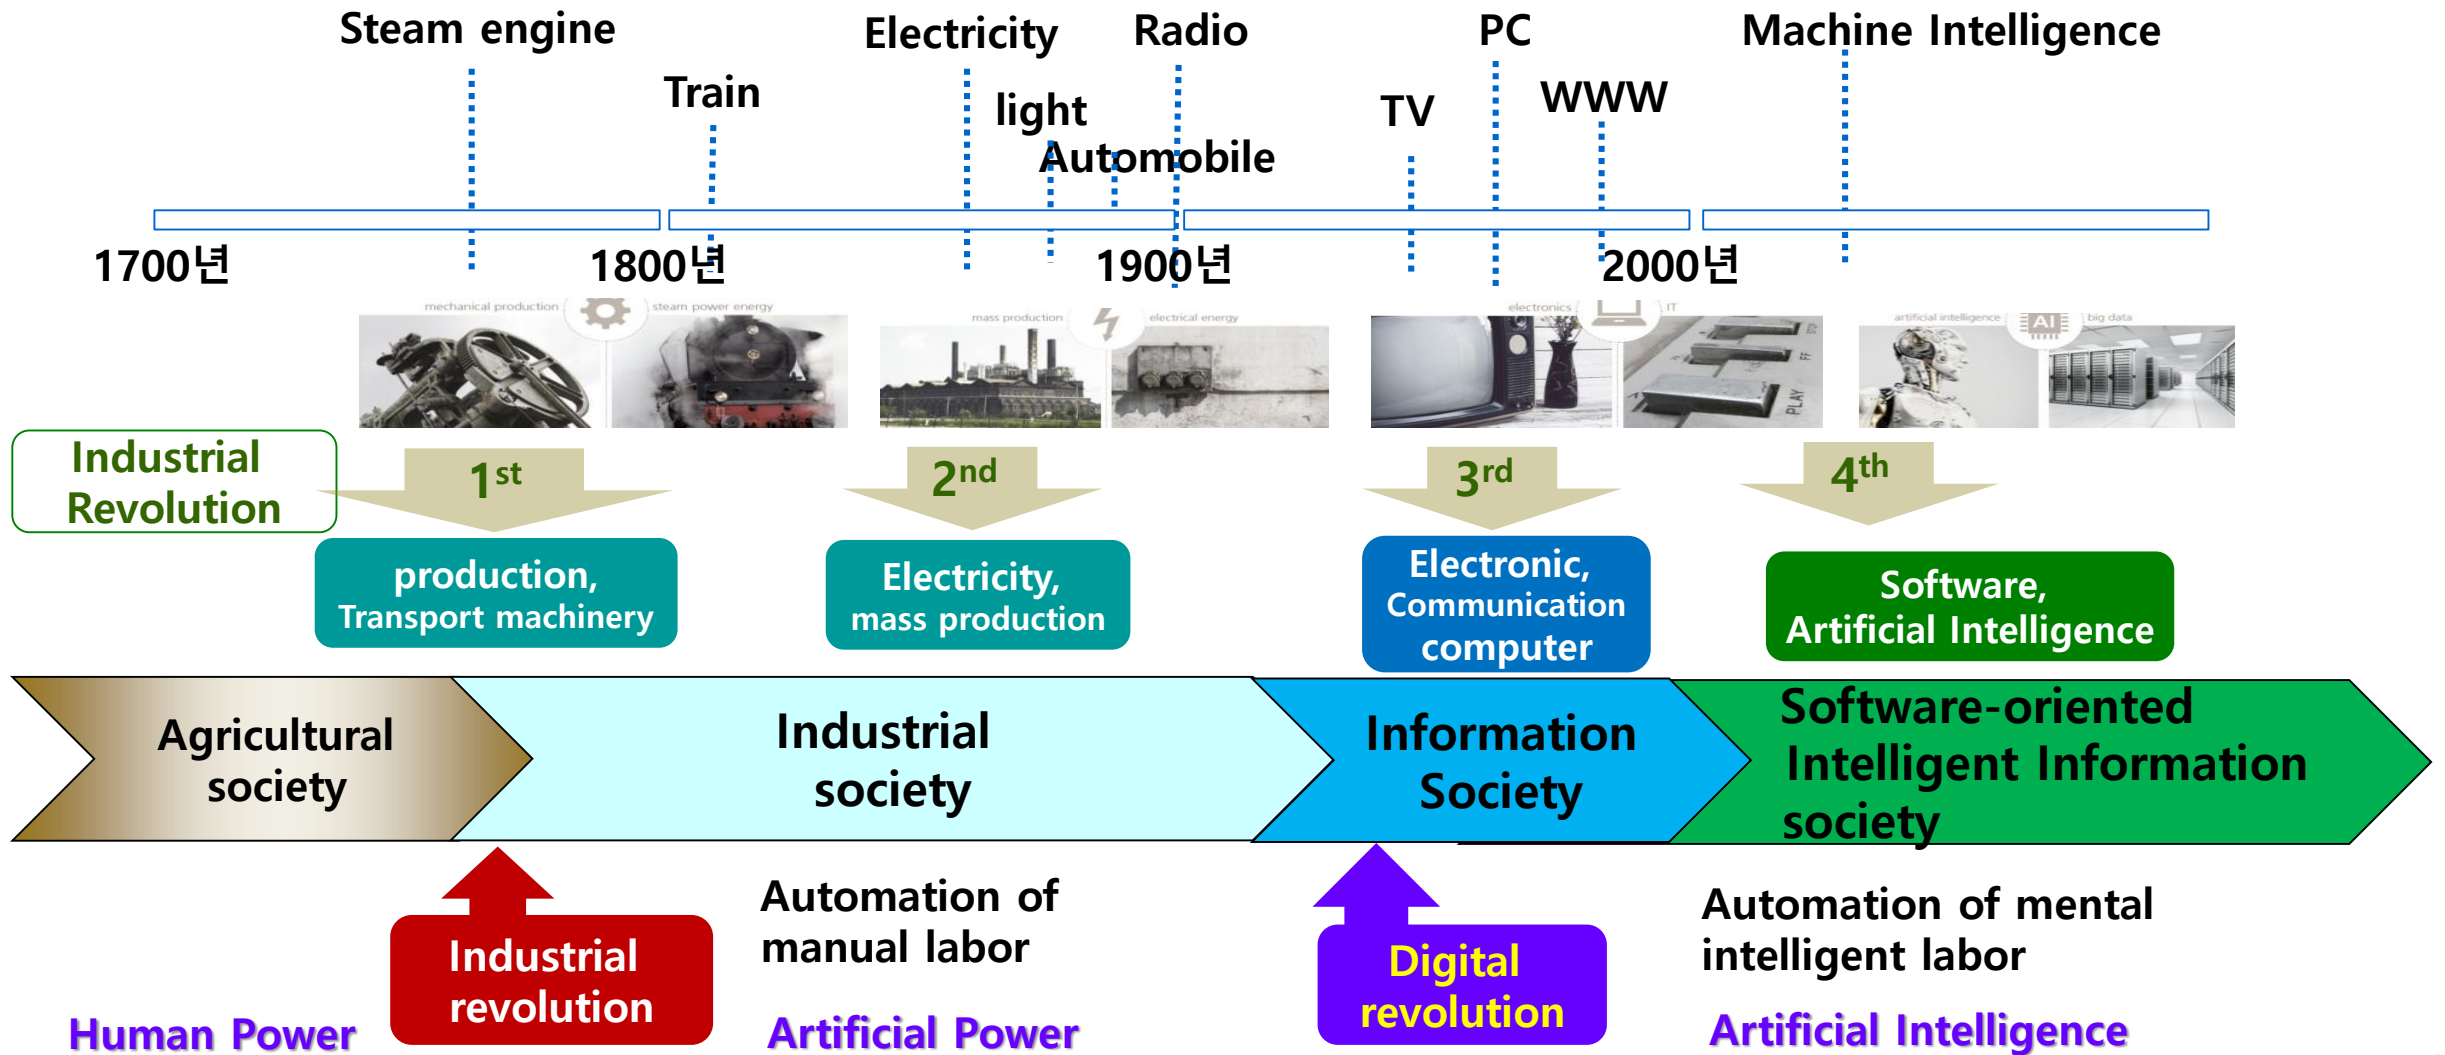 Steam engine
Electricity
Radio
PC
Machine Intelligence
Train
light
TV
WWW
Automobile
1700년
1800년
1900년
2000년
mechanical production
steam power energy
mass production
electrical energy
electronics
IT
artificial intelligence
AI
big data
FF
PLAY
Industrial
Revolution
1st
2nd
3rd
4th
production,
Transport machinery
Electricity,
mass production
Electronic,
Communication
computer
Software,
Artificial Intelligence
Agricultural
society
Industrial
society
Information
Society
Software-oriented
Intelligent Information
society
Industrial
revolution
Automation of
manual labor
Digital
revolution
Automation of mental
intelligent labor
Human Power
Artificial Power
Artificial Intelligence